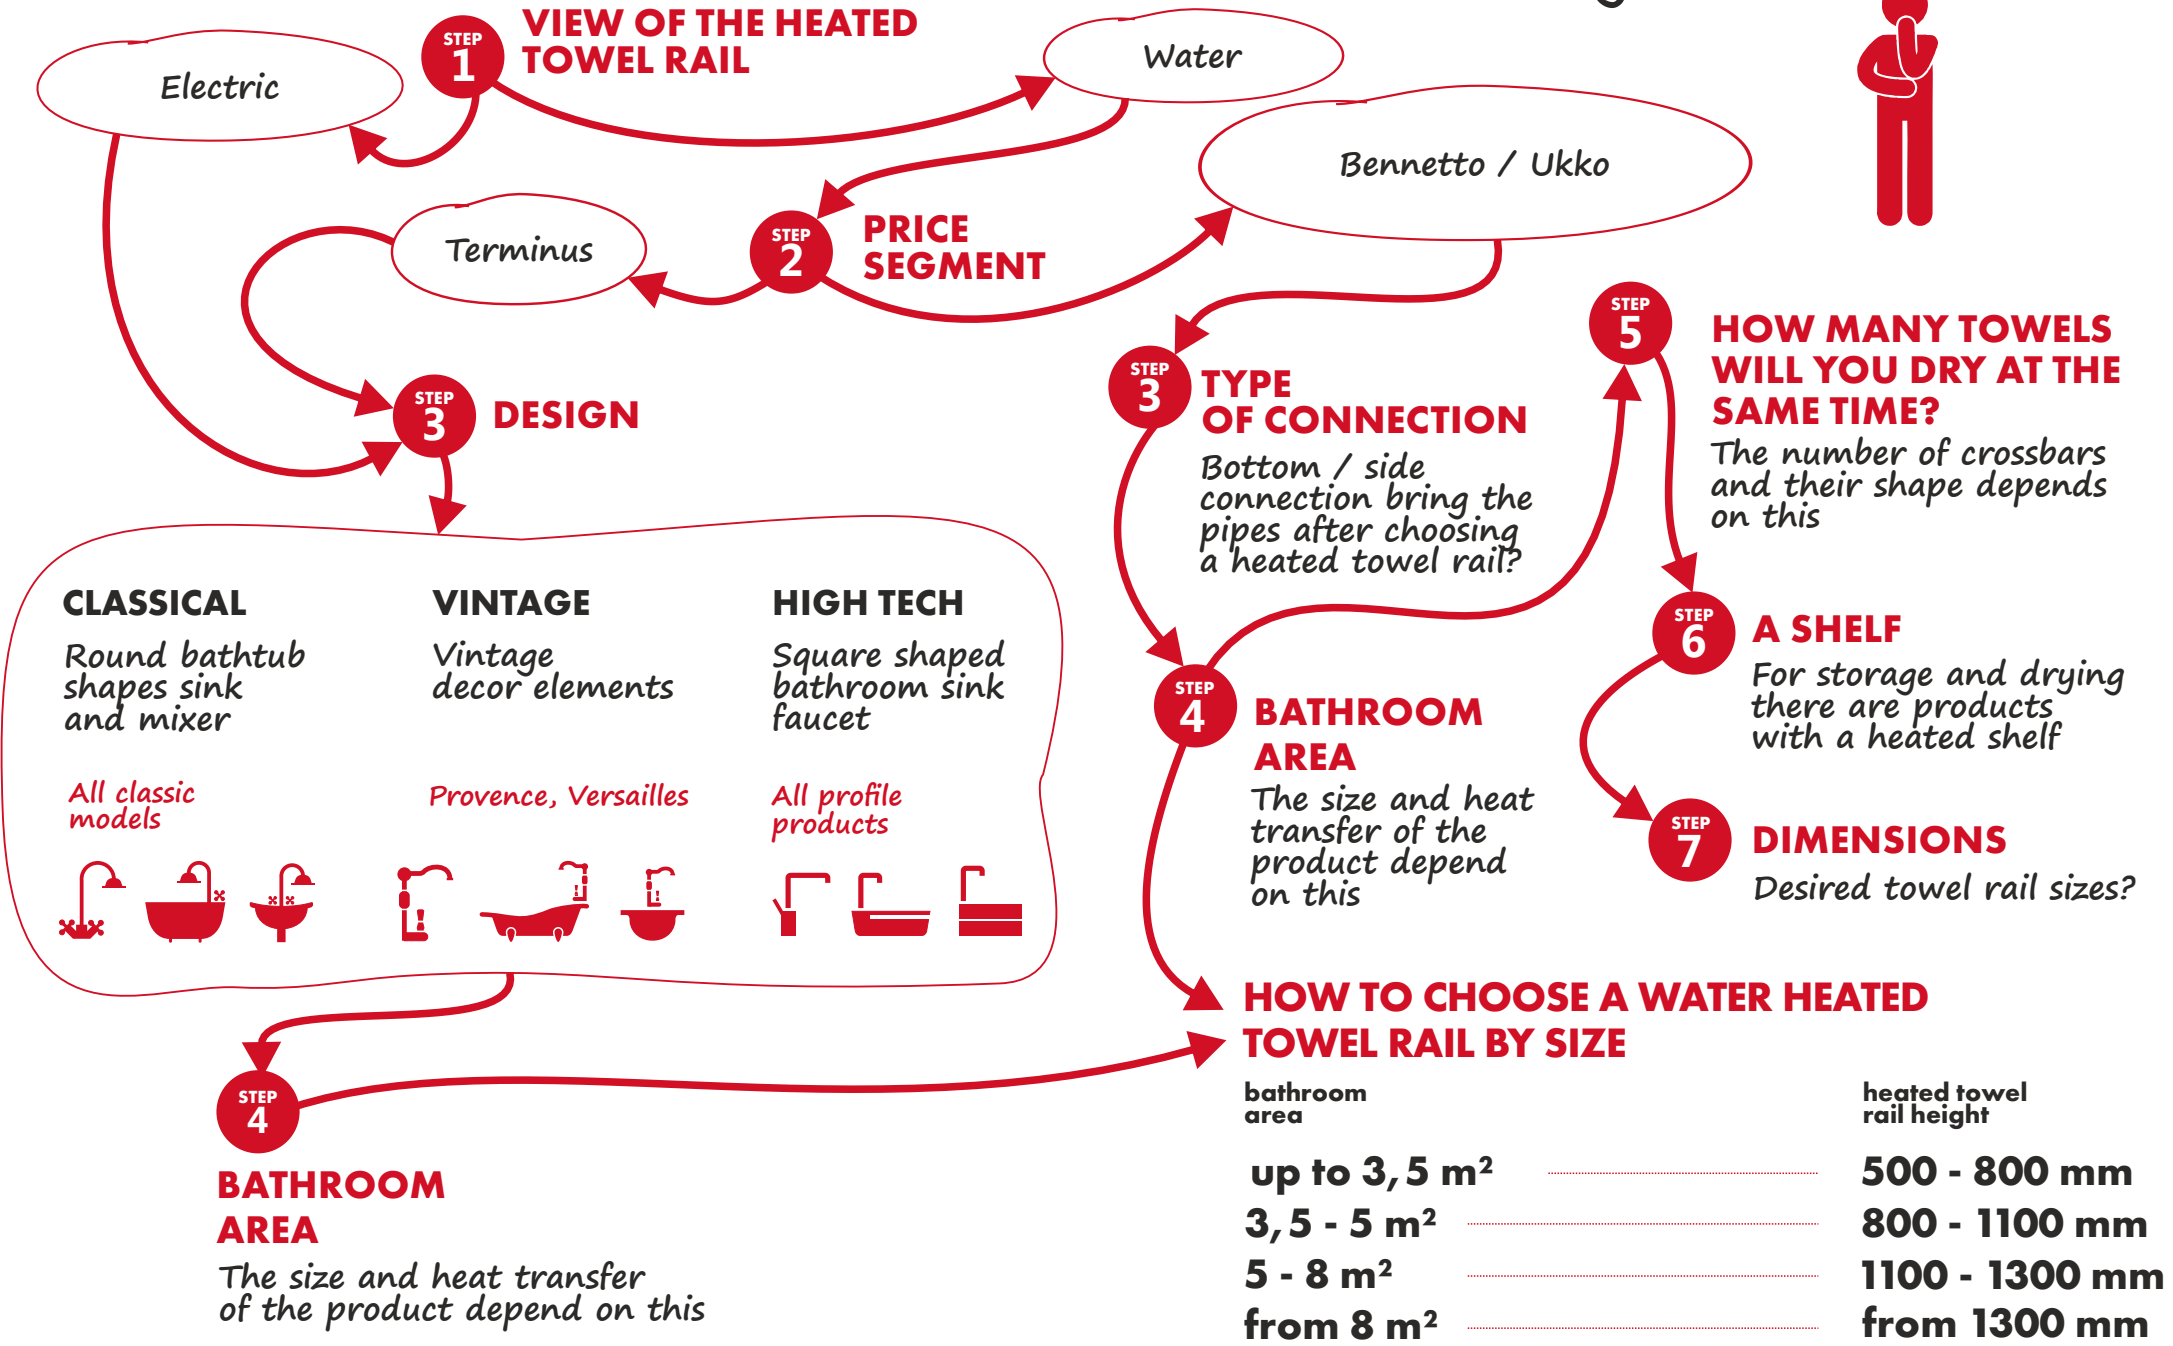 STEP
1
VIEW OF THE HEATED
TOWEL RAIL
Electric
Water
Bennetto / Ukko
Terminus
STEP
2
PRICE
SEGMENT
STEP
3
DESIGN
CLASSICAL
Round bathtub
shapes sink
and mixer
All classic
models
VINTAGE
Vintage
decor elements
Provence, Versailles
HIGH TECH
Square shaped
bathroom sink
faucet
All profile
products
STEP
4
BATHROOM
AREA
The size and heat transfer
of the product depend on this
STEP
3
TYPE
OF CONNECTION
Bottom / side
connection bring the
pipes after choosing
a heated towel rail?
STEP
4
BATHROOM
AREA
The size and heat
transfer of the
product depend
on this
STEP
5
HOW MANY TOWELS
WILL YOU DRY AT THE
SAME TIME?
The number of crossbars
and their shape depends
on this
STEP
6
A SHELF
For storage and drying
there are products
with a heated shelf
STEP
7
DIMENSIONS
Desired towel rail sizes?
HOW TO CHOOSE A WATER HEATED
TOWEL RAIL BY SIZE
bathroom
area
heated towel
rail height
up to 3,5 m² 500 - 800 mm
3,5 - 5 m² 800 - 1100 mm
5 - 8 m² 1100 - 1300 mm
from 8 m² from 1300 mm